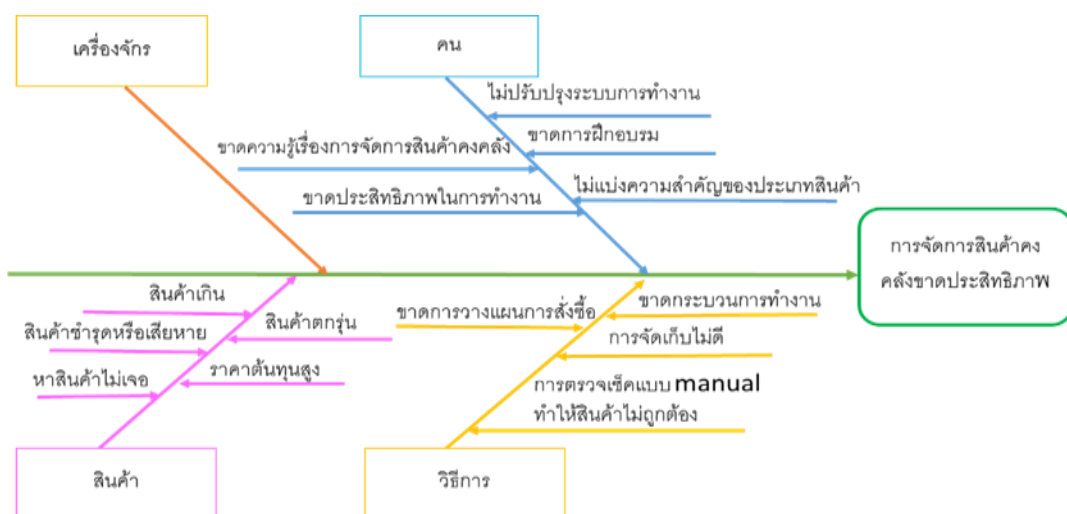 เครื่องจักร
คน
ไม่ปรับปรุงระบบการทำงาน
ขาดการฝึกอบรม
ขาดความรู้เรื่องการจัดการสินค้าคงคลัง
ไม่แบ่งความสำคัญของประเภทสินค้า
ขาดประสิทธิภาพในการทำงาน
การจัดการสินค้าคง
คลังขาดประสิทธิภาพ
สินค้าเกิน
ขาดการวางแผนการสั่งซื้อ
ขาดกระบวนการทำงาน
สินค้าตกรุ่น
สินค้าชำรุดหรือเสียหาย
การจัดเก็บไม่ดี
ราคาต้นทุนสูง
หาสินค้าไม่เจอ
การตรวจเช็คแบบ manual
ทำให้สินค้าไม่ถูกต้อง
สินค้า
วิธีการ